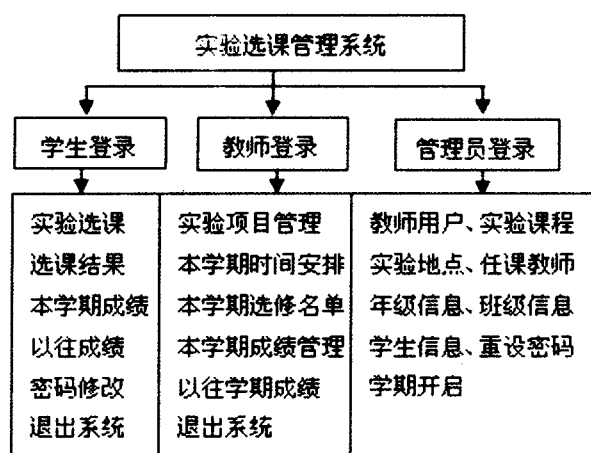 实验选课管理系统
学生登录
教师登录
管理员登录
实验选课
选课结果
本学期成绩
以往成绩
密码修改
退出系统
实验项目管理
本学期时间安排
本学期选修名单
本学期成绩管理
以往学期成绩
退出系统
教师用户、实验课程
实验地点、任课教师
年级信息、班级信息
学生信息、重设密码
学期开启